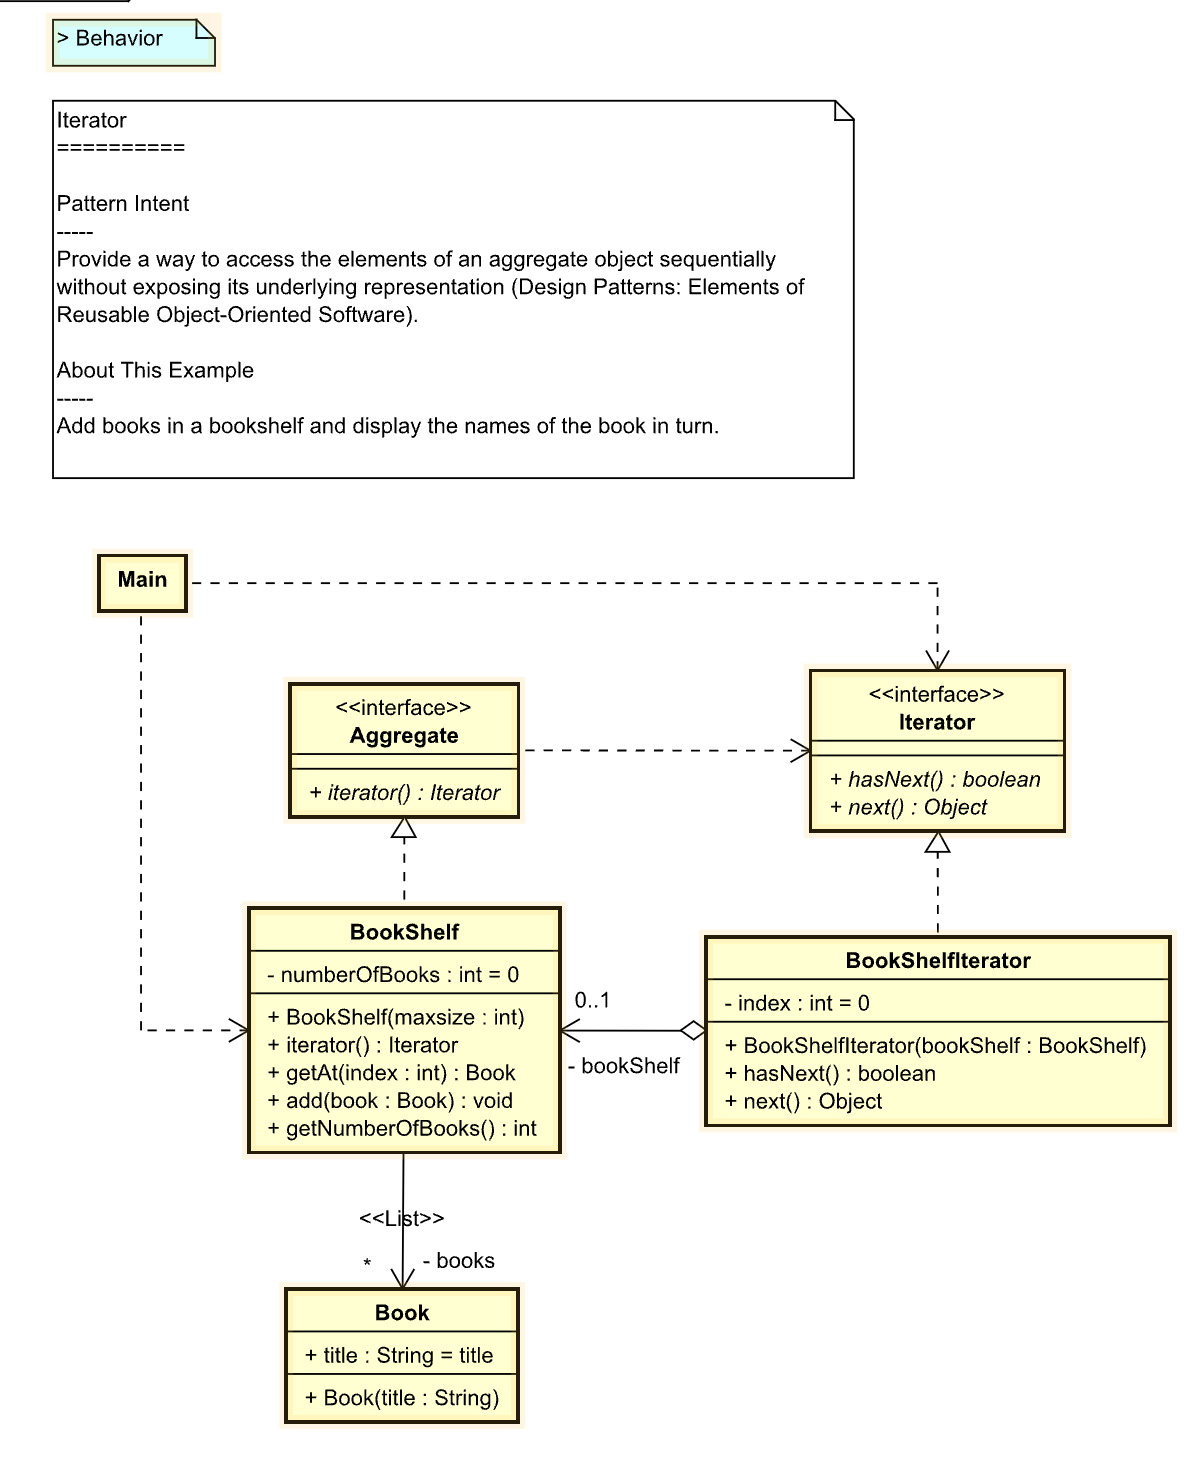 > Behavior
Iterator
==========
Pattern Intent
-----
Provide a way to access the elements of an aggregate object sequentially
without exposing its underlying representation (Design Patterns: Elements of
Reusable Object-Oriented Software).
About This Example
-----
Add books in a bookshelf and display the names of the book in turn.
Main
<<interface>>
Aggregate
+ iterator() : Iterator
<<interface>>
Iterator
+ hasNext() : boolean
+ next() : Object
BookShelf
- numberOfBooks : int = 0
+ BookShelf(maxsize : int)
+ iterator() : Iterator
+ getAt(index : int) : Book
+ add(book : Book) : void
+ getNumberOfBooks() : int
0..1
- bookShelf
BookShelfIterator
- index : int = 0
+ BookShelfIterator(bookShelf : BookShelf)
+ hasNext() : boolean
+ next() : Object
<<List>>
*
- books
Book
+ title : String = title
+ Book(title : String)